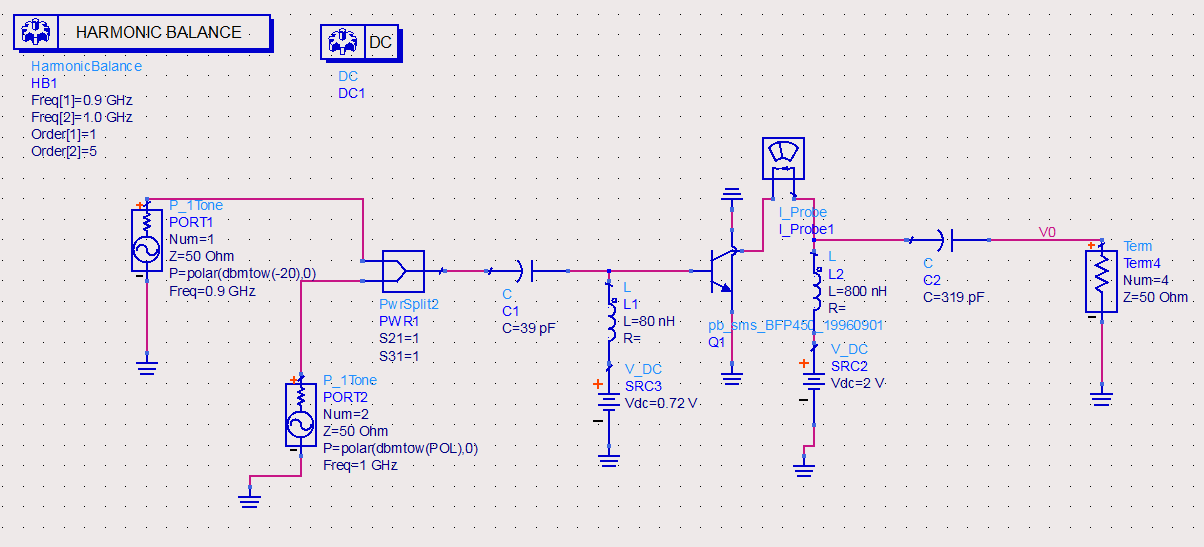 HARMONIC BALANCE
HarmonicBalance
HB1
Freq[1]=0.9 GHz
Freq[2]=1.0 GHz
Order[1]=1
Order[2]=5
DC
DC
DC1
P_1Tone
PORT1
Num=1
Z=50 Ohm
P=polar(dbmtow(-20),0)
Freq=0.9 GHz
P_1Tone
PORT2
Num=2
Z=50 Ohm
P=polar(dbmtow(POL),0)
Freq=1 GHz
PwrSplit2
PWR1
S21=1
S31=1
C
C1
C=39 pF
L
L1
L=80 nH
R=
V_DC
SRC3
Vdc=0.72 V
pb_sms_BFP450_19960901
Q1
I_Probe
I_Probe1
L
L2
L=800 nH
R=
V_DC
SRC2
Vdc=2 V
C
C2
C=319 pF
V0
Term
Term4
Num=4
Z=50 Ohm